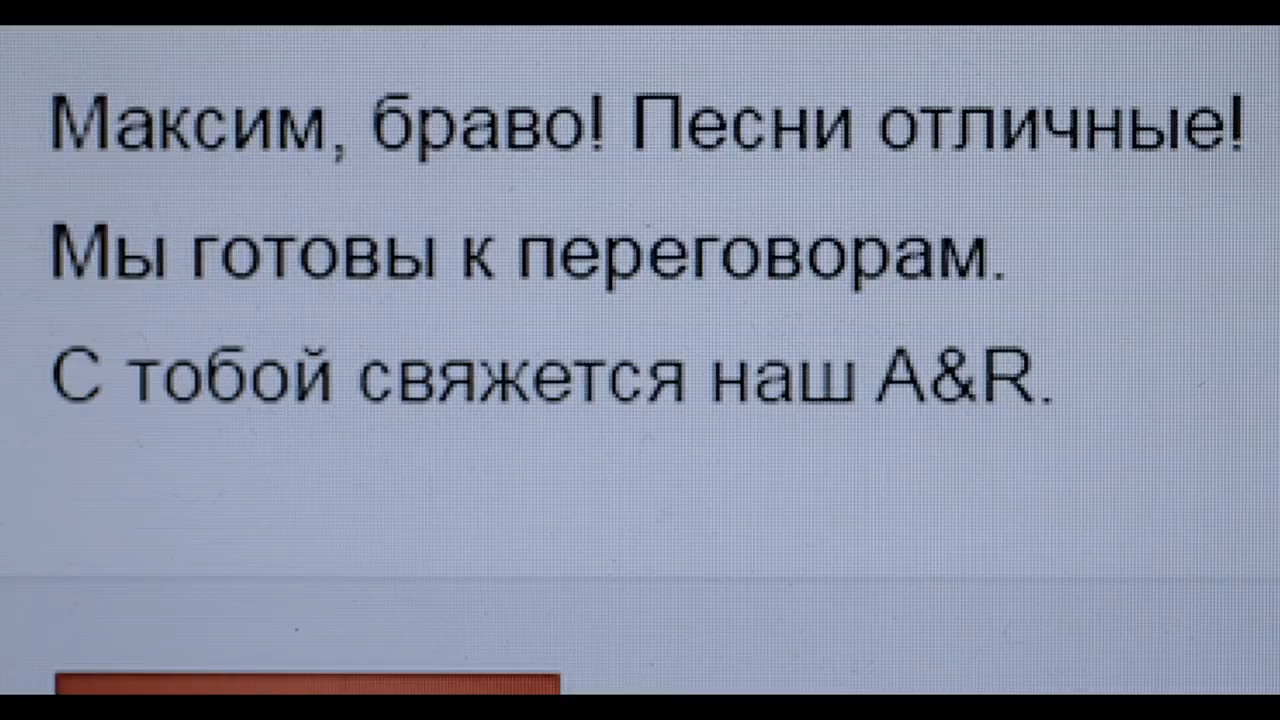 Максим, браво! Песни отличные!
Мы готовы к переговорам.
С тобой свяжется наш A&R.